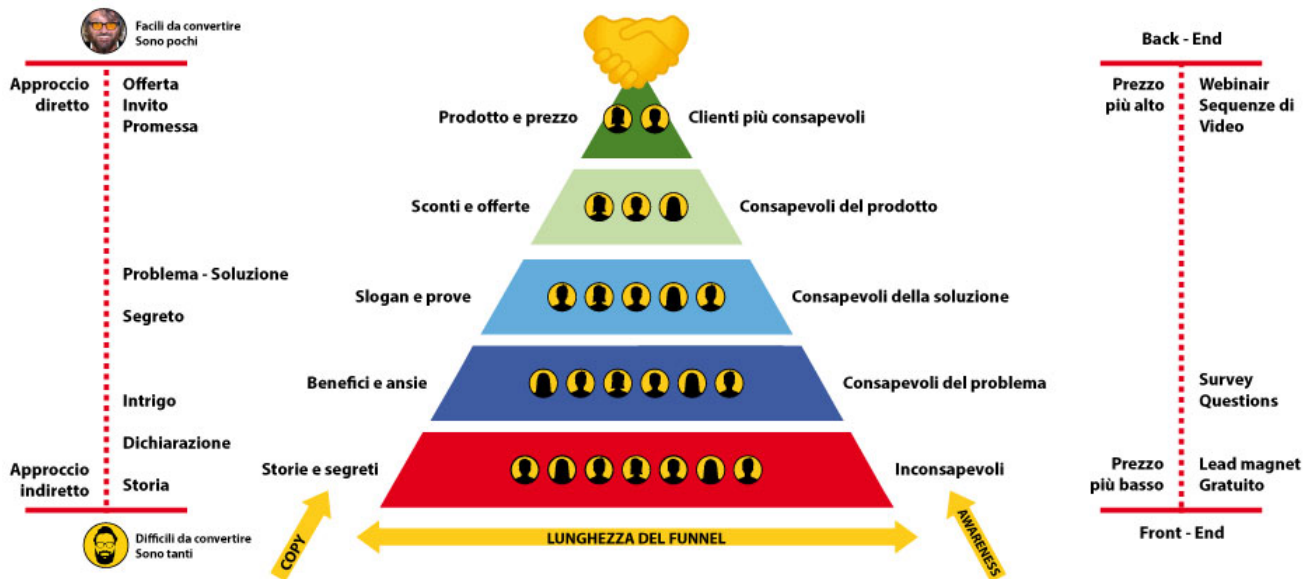 Facili da convertire
Sono pochi
Approccio
diretto
Offerta
Invito
Promessa
Problema - Soluzione
Segreto
Intrigo
Dichiarazione
Approccio
indiretto
Storia
Difficili da convertire
Sono tanti
Prodotto e prezzo
Clienti più consapevoli
Sconti e offerte
Consapevoli del prodotto
Slogan e prove
Consapevoli della soluzione
Benefici e ansie
Consapevoli del problema
Storie e segreti
Inconsapevoli
COPY
LUNGHEZZA DEL FUNNEL
AWARENESS
Back - End
Prezzo
più alto
Webinair
Sequenze di
Video
Survey
Questions
Prezzo
più basso
Lead magnet
Gratuito
Front - End